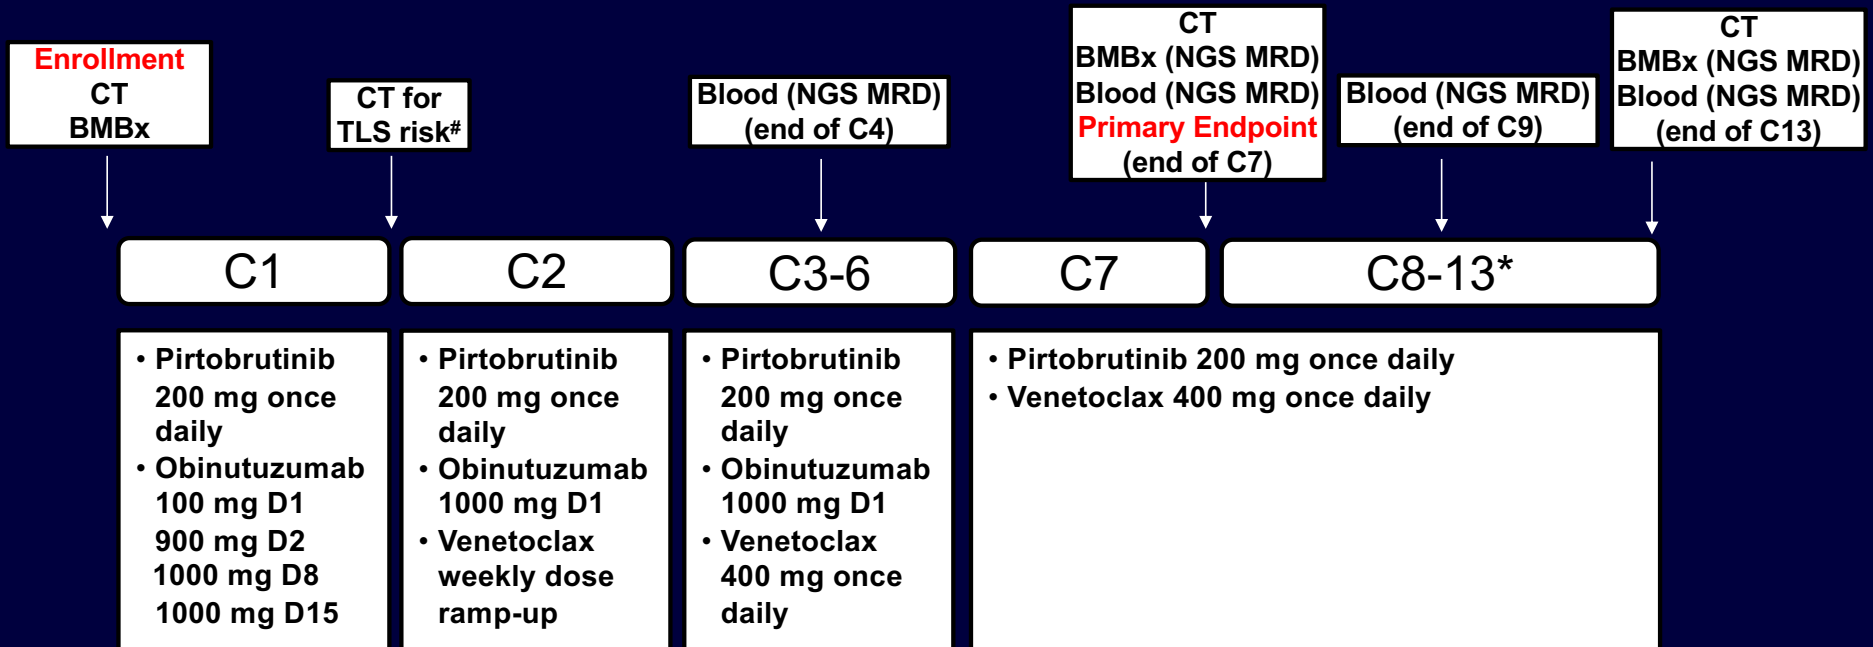 Enrollment
CT
BMBx
CT for
TLS risk#
Blood (NGS MRD)
(end of C4)
CT
BMBx (NGS MRD)
Blood (NGS MRD)
Primary Endpoint
(end of C7)
Blood (NGS MRD)
(end of C9)
CT
BMBx (NGS MRD)
Blood (NGS MRD)
(end of C13)
C1
C2
C3-6
C7
C8-13*
• Pirtobrutinib
200 mg once
daily
• Obinutuzumab
100 mg D1
900 mg D2
1000 mg D8
1000 mg D15
• Pirtobrutinib
200 mg once
daily
• Obinutuzumab
1000 mg D1
• Venetoclax
weekly dose
ramp-up
• Pirtobrutinib
200 mg once
daily
• Obinutuzumab
1000 mg D1
• Venetoclax
400 mg once
daily
• Pirtobrutinib 200 mg once daily
• Venetoclax 400 mg once daily